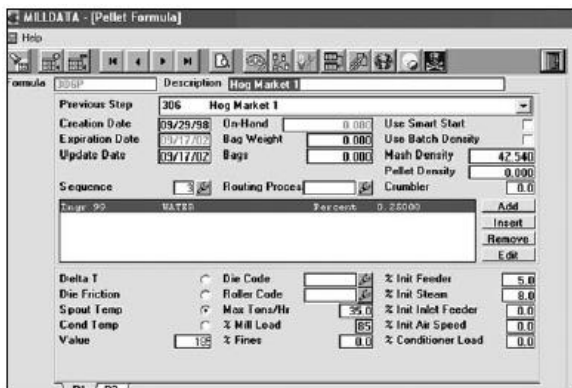 MILLDATA - [Pellet Formula]
Help
Formula 306P Description Hog Market 1
Previous Step 306 Hog Market 1
Creation Date 09/29/98 On-Hand 0.000 Use Smart Start
Expiration Date 09/17/02 Bag Weight 0.000 Use Batch Density
Update Date 09/17/02 Bags 0.000 Mash Density 42.540
Pellet Density 0.000
Sequence 3 Routing Proces Crumbler 0.0
Ingr 99 WATER Percent 0.25000 Add
Insert
Remove
Edit
Delta T Die Code % Init Feeder 5.0
Die Friction Roller Code % Init Steam 8.0
Spout Temp Max Tons/Hr 35.0 % Init Inlet Feeder 0.0
Cond Temp % Mill Load 85 % Init Air Speed 0.0
Value % Fines 0.0 % Conditioner Load 0.0